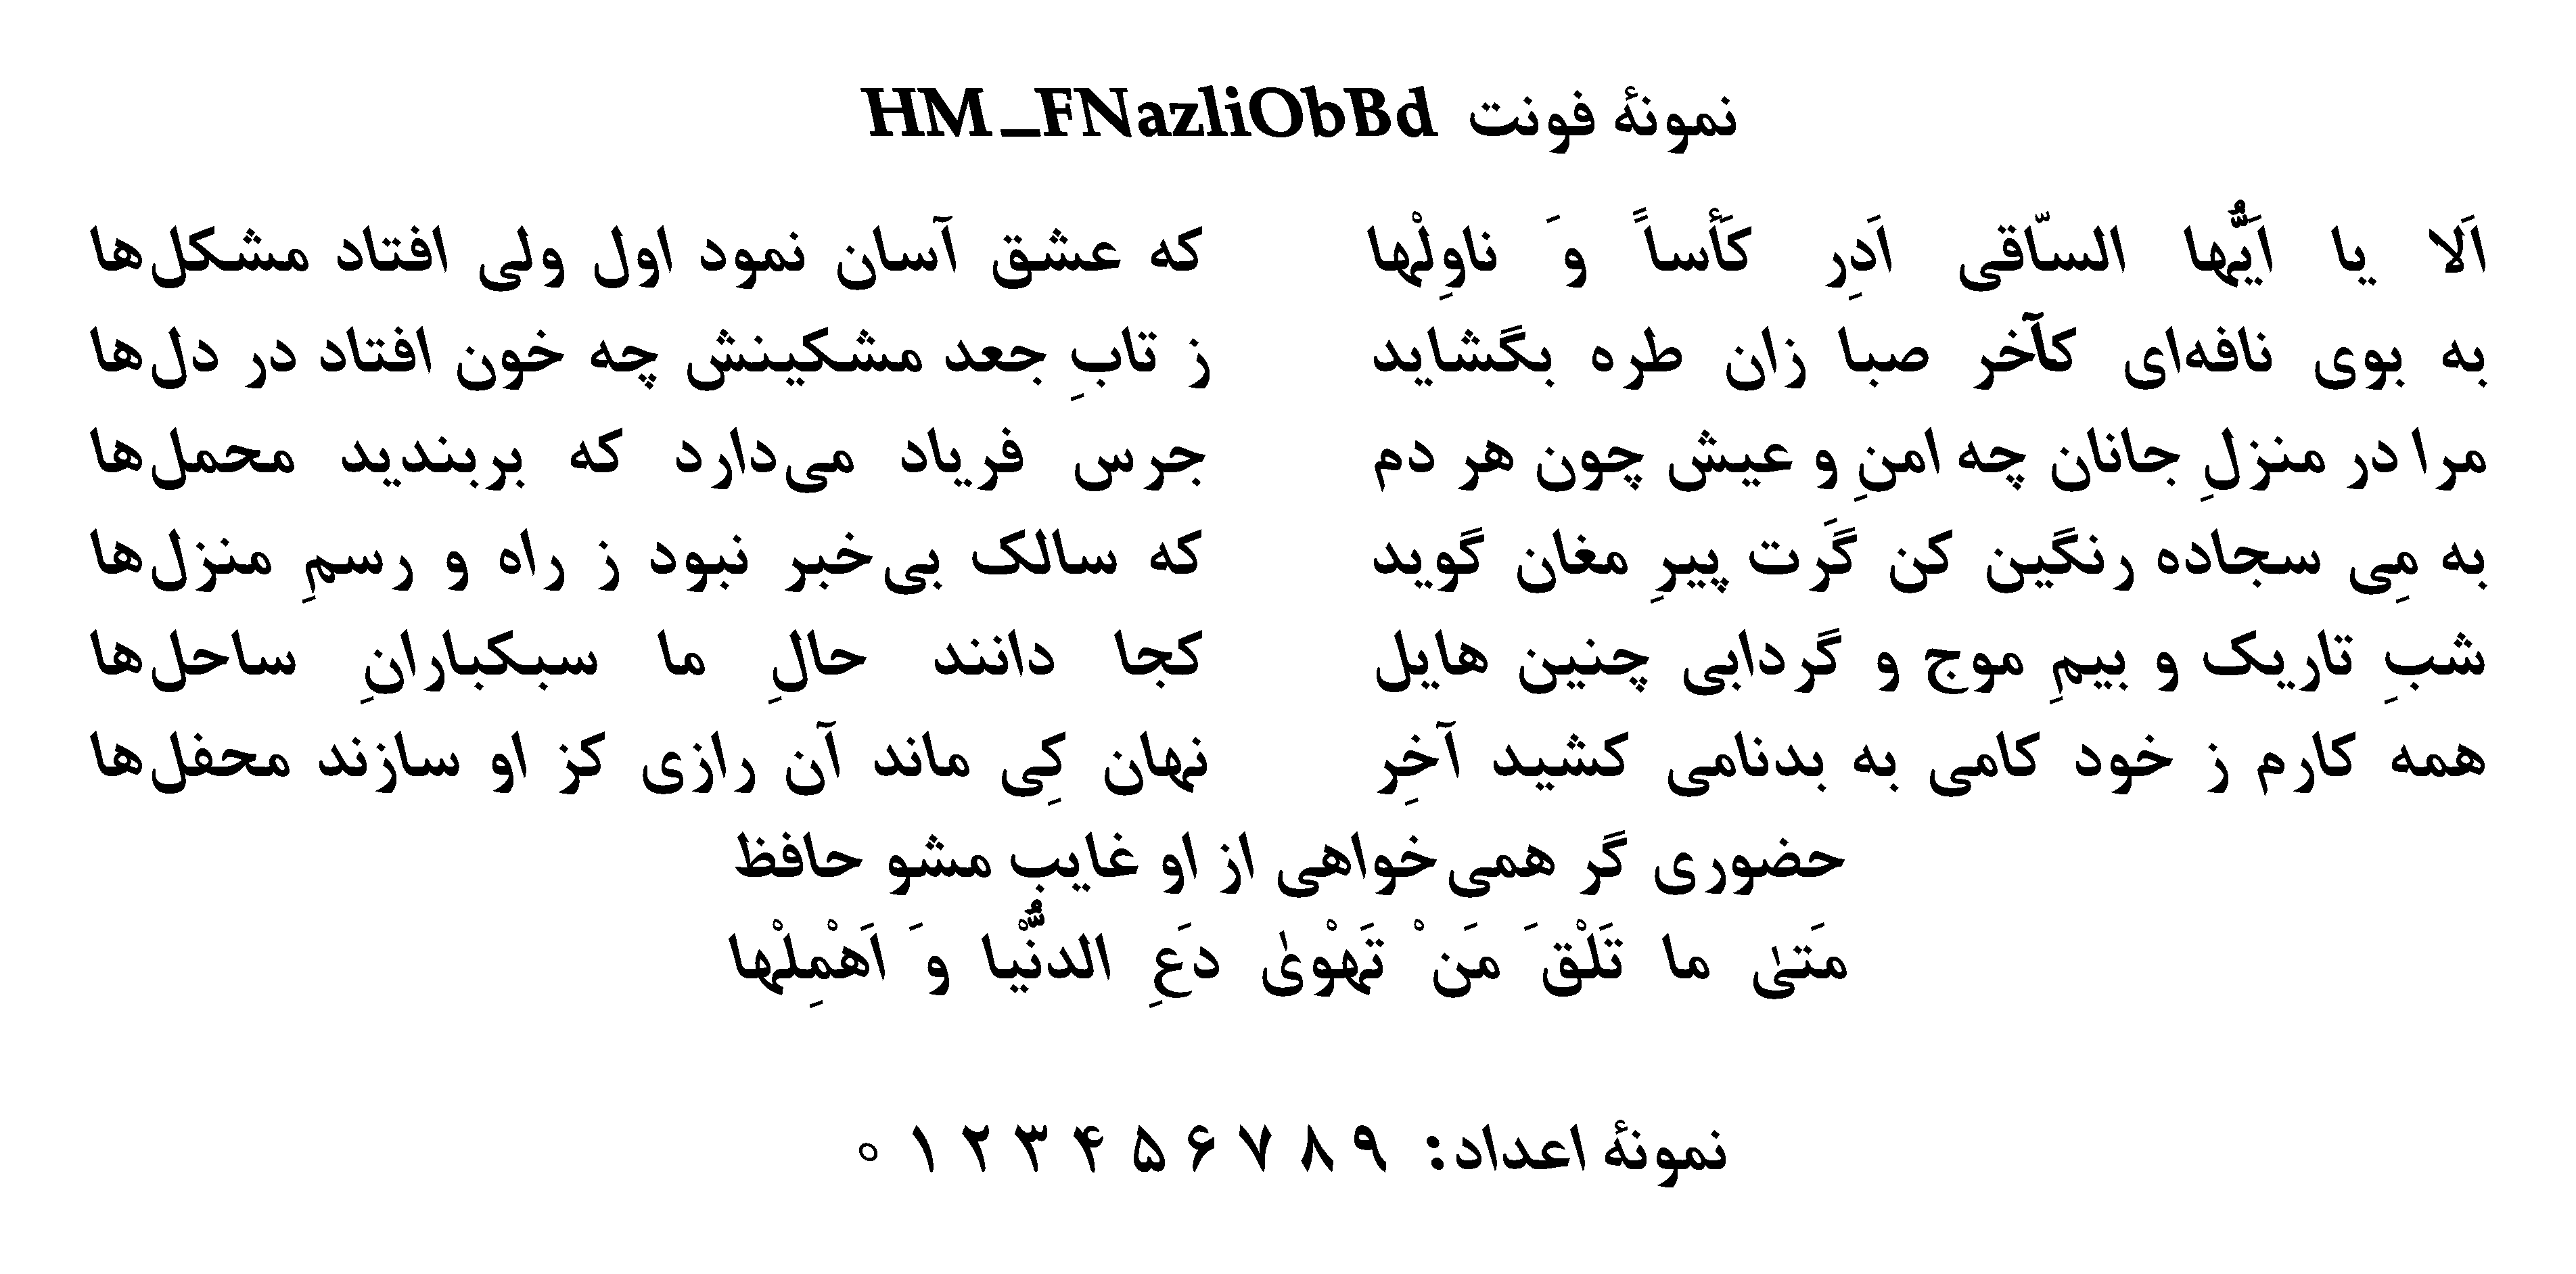 نمونهٔ فونت HM_FNazliObBd
اَلا یا اَیُّها السّاقی اَدِر کَأساً وَ ناوِلْها که عشق آسان نمود اول ولی افتاد مشکل‌ها
به بوی نافه‌ای کآخر صبا زان طره بگشاید ز تابِ جعد مشکینش چه خون افتاد در دل‌ها
مرا در منزلِ جانان چه امنِ و عیش چون هر دم جرس فریاد می‌دارد که بربندید محمل‌ها
به مِی سجاده رنگین کن گَرت پیرِ مغان گوید که سالک بی‌خبر نبود ز راه و رسمِ منزل‌ها
شبِ تاریک و بیمِ موج و گردابی چنین هایل کجا دانند حالِ ما سبکبارانِ ساحل‌ها
همه کارم ز خود کامی به بدنامی کشید آخِر نهان کِی ماند آن رازی کز او سازند محفل‌ها
حضوری گر همی‌خواهی از او غایب مشو حافظ
مَتیٰ ما تَلْقَ مَنْ تَهْویٰ دَعِ الدُّنْیا وَ اَهْمِلْها
نمونهٔ اعداد: ۹ ۸ ۷ ۶ ۵ ۴ ۳ ۲ ۱ ۰